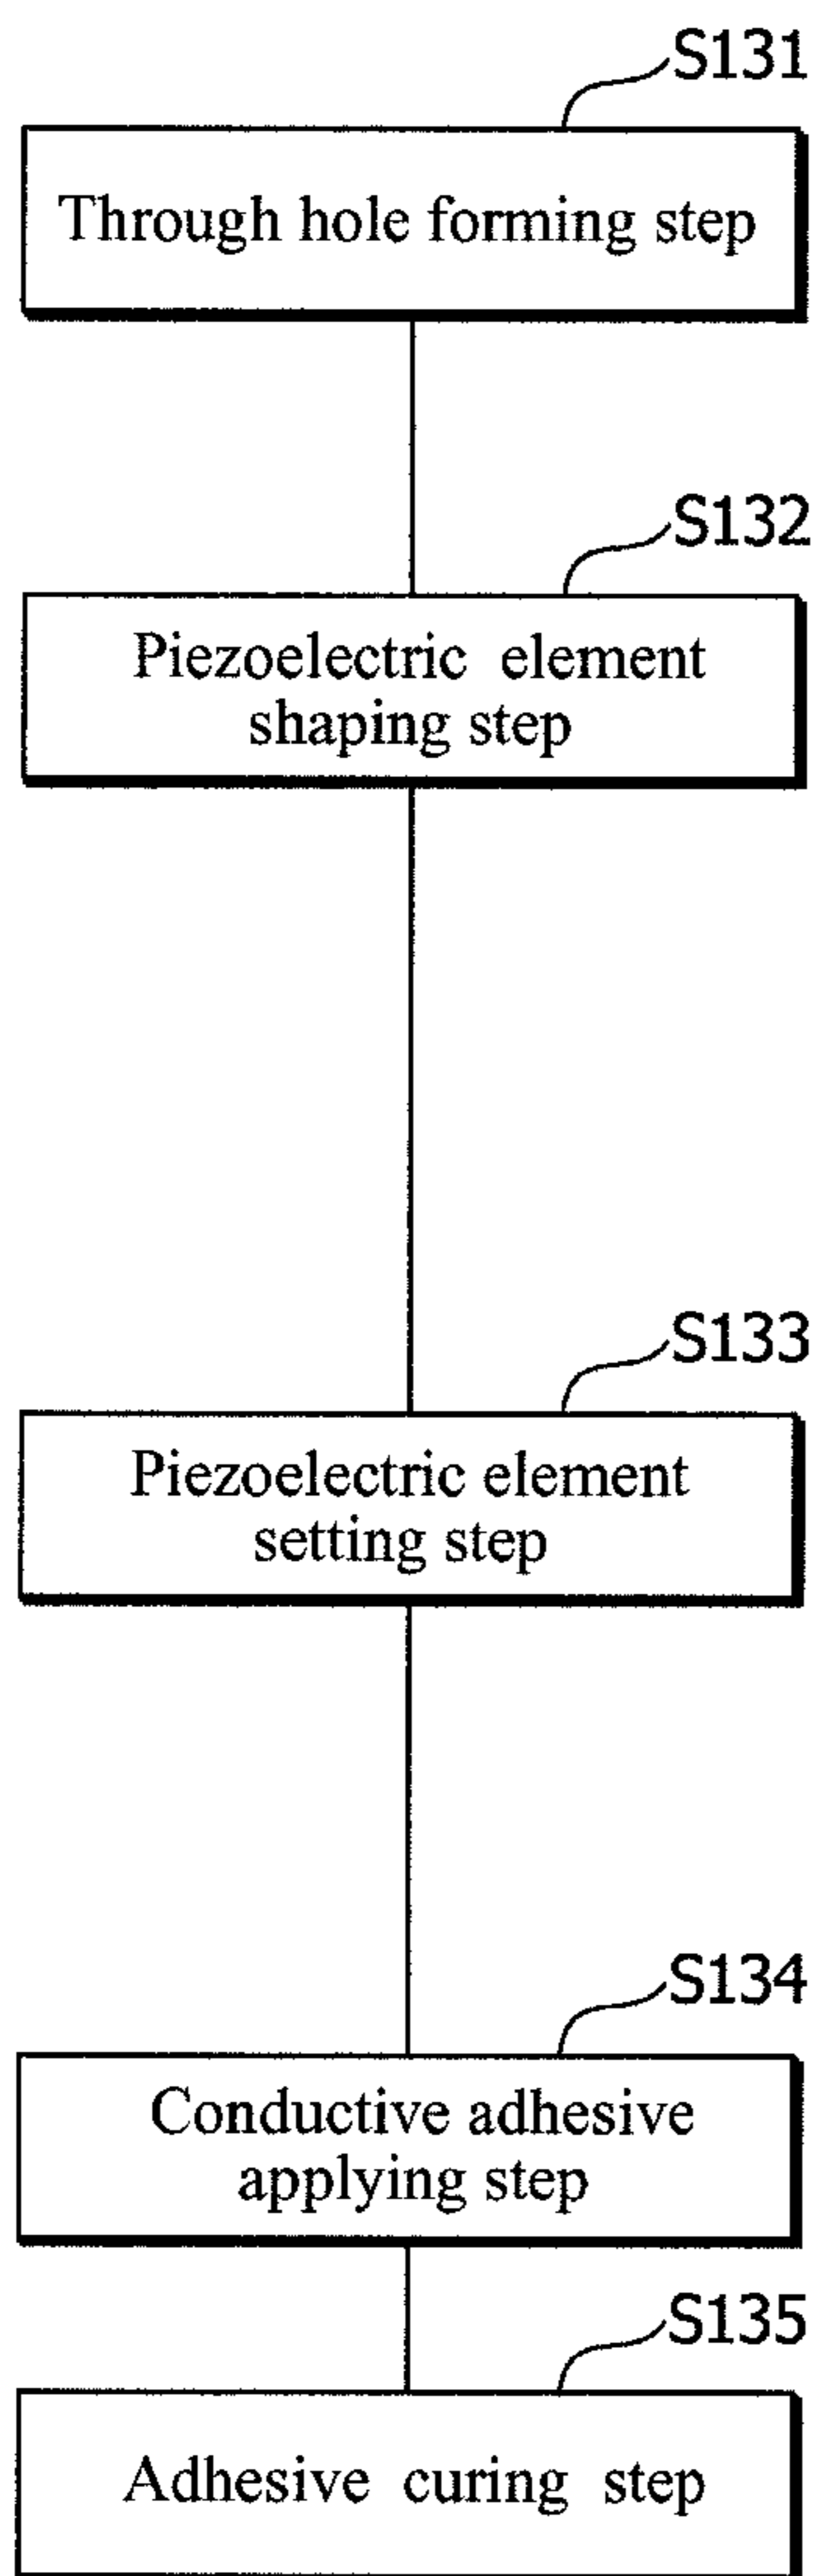 S131
Through hole forming step
S132
Piezoelectric element
shaping step
S133
Piezoelectric element
setting step
S134
Conductive adhesive
applying step
S135
Adhesive curing step